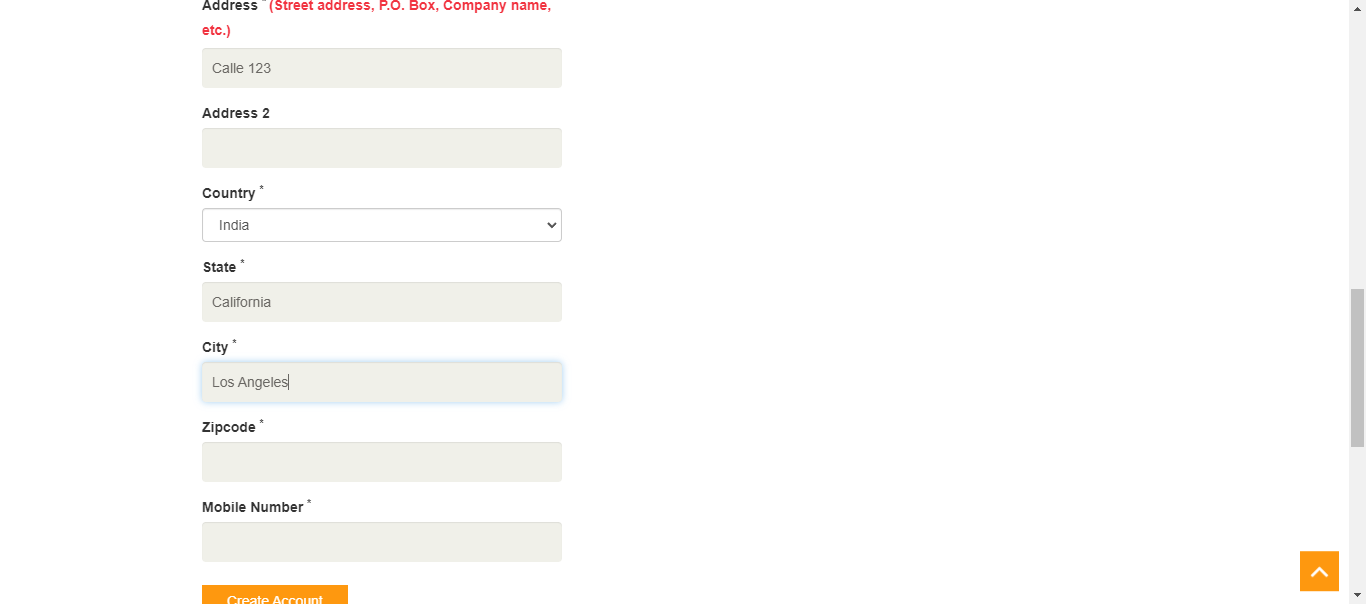 Address * (Street address, P.O. Box, Company name,
etc.)
Calle 123
Address 2
Country *
India
State *
California
City *
Los Angeles
Zipcode *
Mobile Number *
Create Account